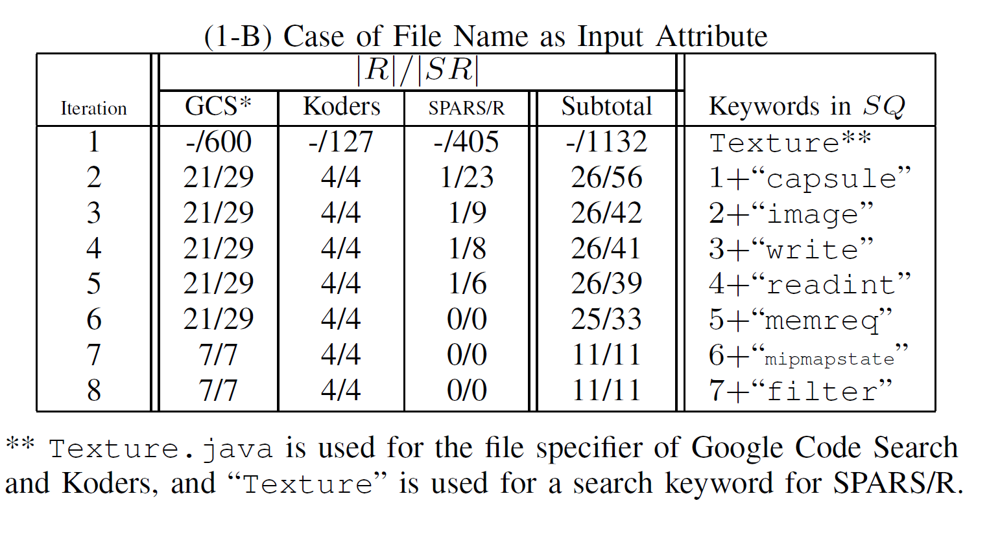 (1-B) Case of File Name as Input Attribute
|R|/|SR|
Iteration GCS* Koders SPARS/R Subtotal Keywords in SQ
1 -/600 -/127 -/405 -/1132 Texture**
2 21/29 4/4 1/23 26/56 1+“capsule”
3 21/29 4/4 1/9 26/42 2+“image”
4 21/29 4/4 1/8 26/41 3+“write”
5 21/29 4/4 1/6 26/39 4+“readint”
6 21/29 4/4 0/0 25/33 5+“memreq”
7 7/7 4/4 0/0 11/11 6+“mipmapstate”
8 7/7 4/4 0/0 11/11 7+“filter”
** Texture.java is used for the file specifier of Google Code Search
and Koders, and “Texture” is used for a search keyword for SPARS/R.